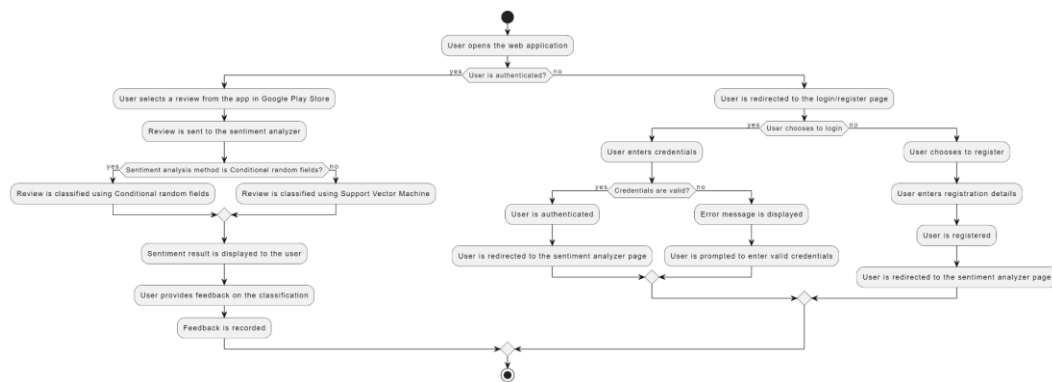 User opens the web application
yes
User is authenticated?
no
User selects a review from the app in Google Play Store
Review is sent to the sentiment analyzer
yes
Sentiment analysis method is Conditional random fields?
no
Review is classified using Conditional random fields
Review is classified using Support Vector Machine
Sentiment result is displayed to the user
User provides feedback on the classification
Feedback is recorded
User is redirected to the login/register page
yes
User chooses to login
no
User enters credentials
yes
Credentials are valid?
no
User is authenticated
User is redirected to the sentiment analyzer page
Error message is displayed
User is prompted to enter valid credentials
User chooses to register
User enters registration details
User is registered
User is redirected to the sentiment analyzer page